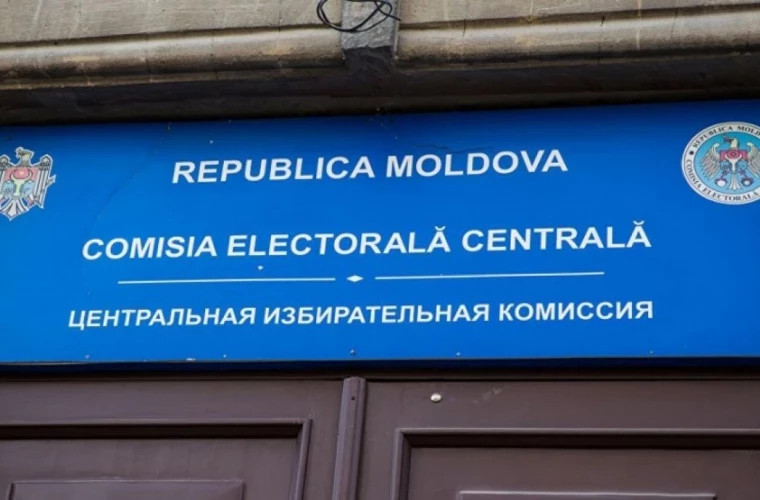 REPUBLICA MOLDOVA
COMISIA ELECTORALĂ CENTRALĂ
ЦЕНТРАЛЬНАЯ ИЗБИРАТЕЛЬНАЯ КОМИССИЯ